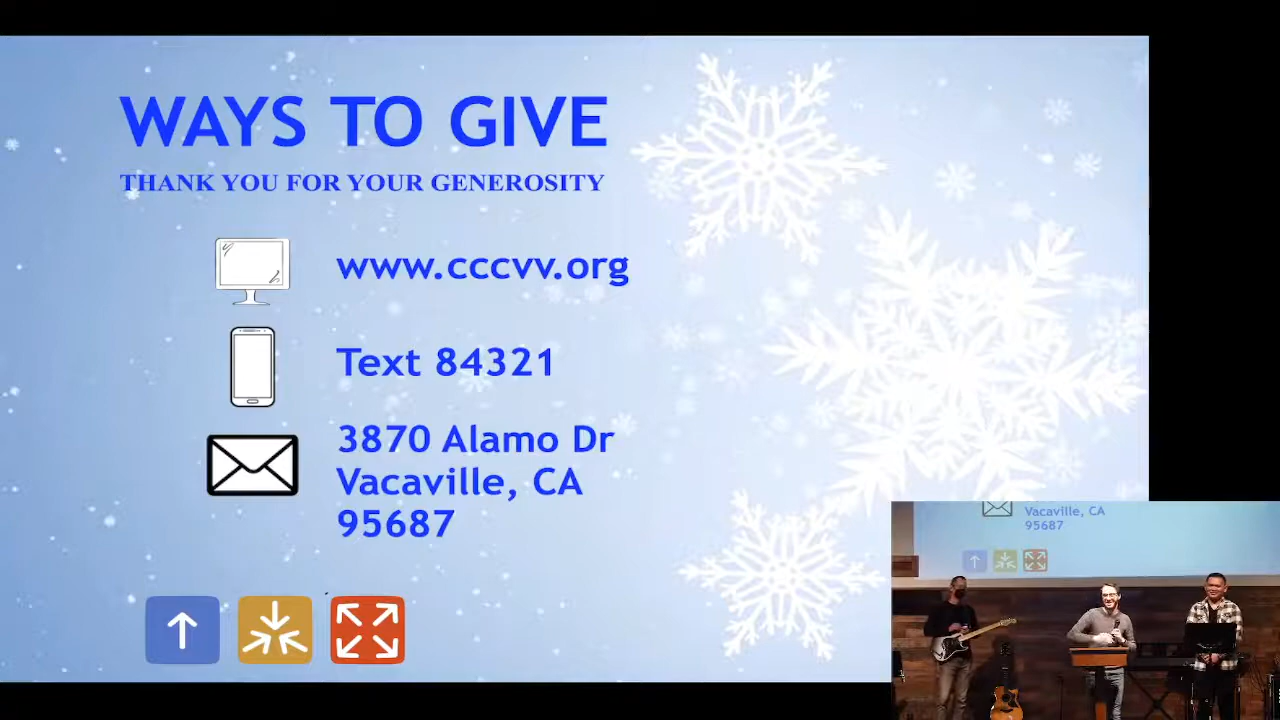 WAYS TO GIVE
THANK YOU FOR YOUR GENEROSITY
www.cccvv.org
Text 84321
3870 Alamo Dr
Vacaville, CA
95687
Vacaville, CA
95687